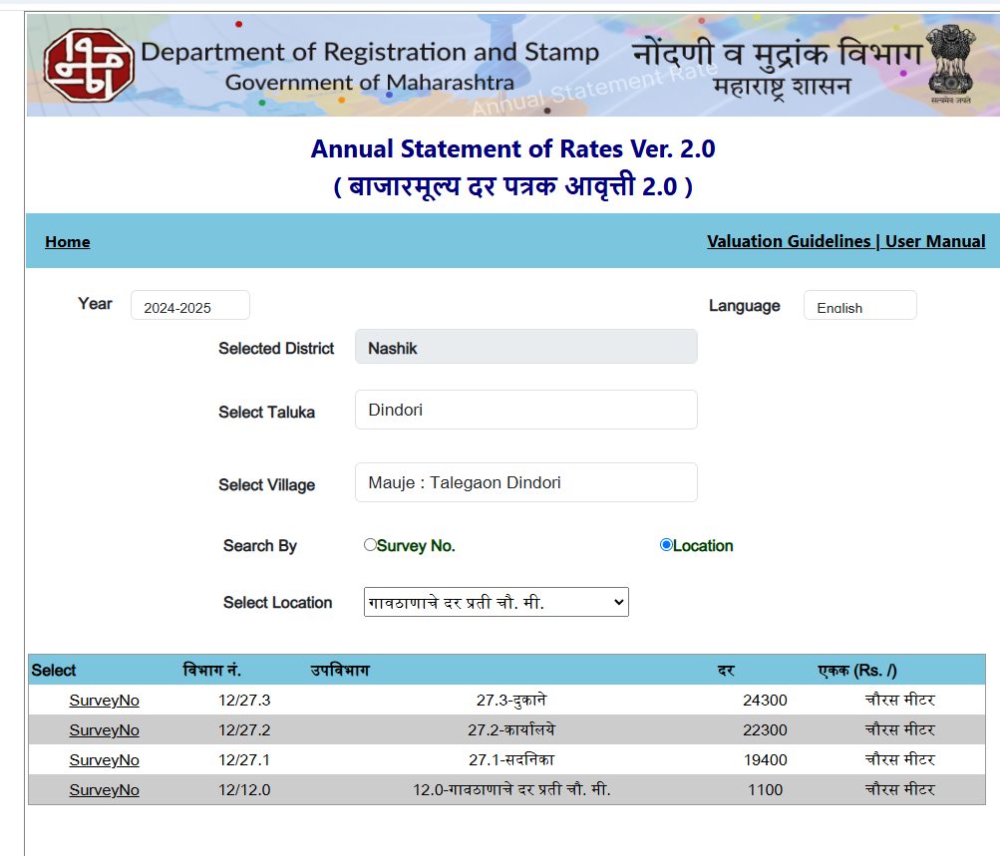 Department of Registration and Stamp
Government of Maharashtra
नोंदणी व मुद्रांक विभाग
महाराष्ट्र शासन
सत्यमेव जयते
Annual Statement Rate
Annual Statement of Rates Ver. 2.0
( बाजारमूल्य दर पत्रक आवृत्ती 2.0 )
Home Valuation Guidelines | User Manual
Year 2024-2025 Language English
Selected District Nashik
Select Taluka Dindori
Select Village Mauje : Talegaon Dindori
Search By Survey No. Location
Select Location गावठाणाचे दर प्रती चौ. मी.
Select विभाग नं. उपविभाग दर एकक (Rs. /)
SurveyNo 12/27.3 27.3-दुकाने 24300 चौरस मीटर
SurveyNo 12/27.2 27.2-कार्यालये 22300 चौरस मीटर
SurveyNo 12/27.1 27.1-सदनिका 19400 चौरस मीटर
SurveyNo 12/12.0 12.0-गावठाणाचे दर प्रती चौ. मी. 1100 चौरस मीटर